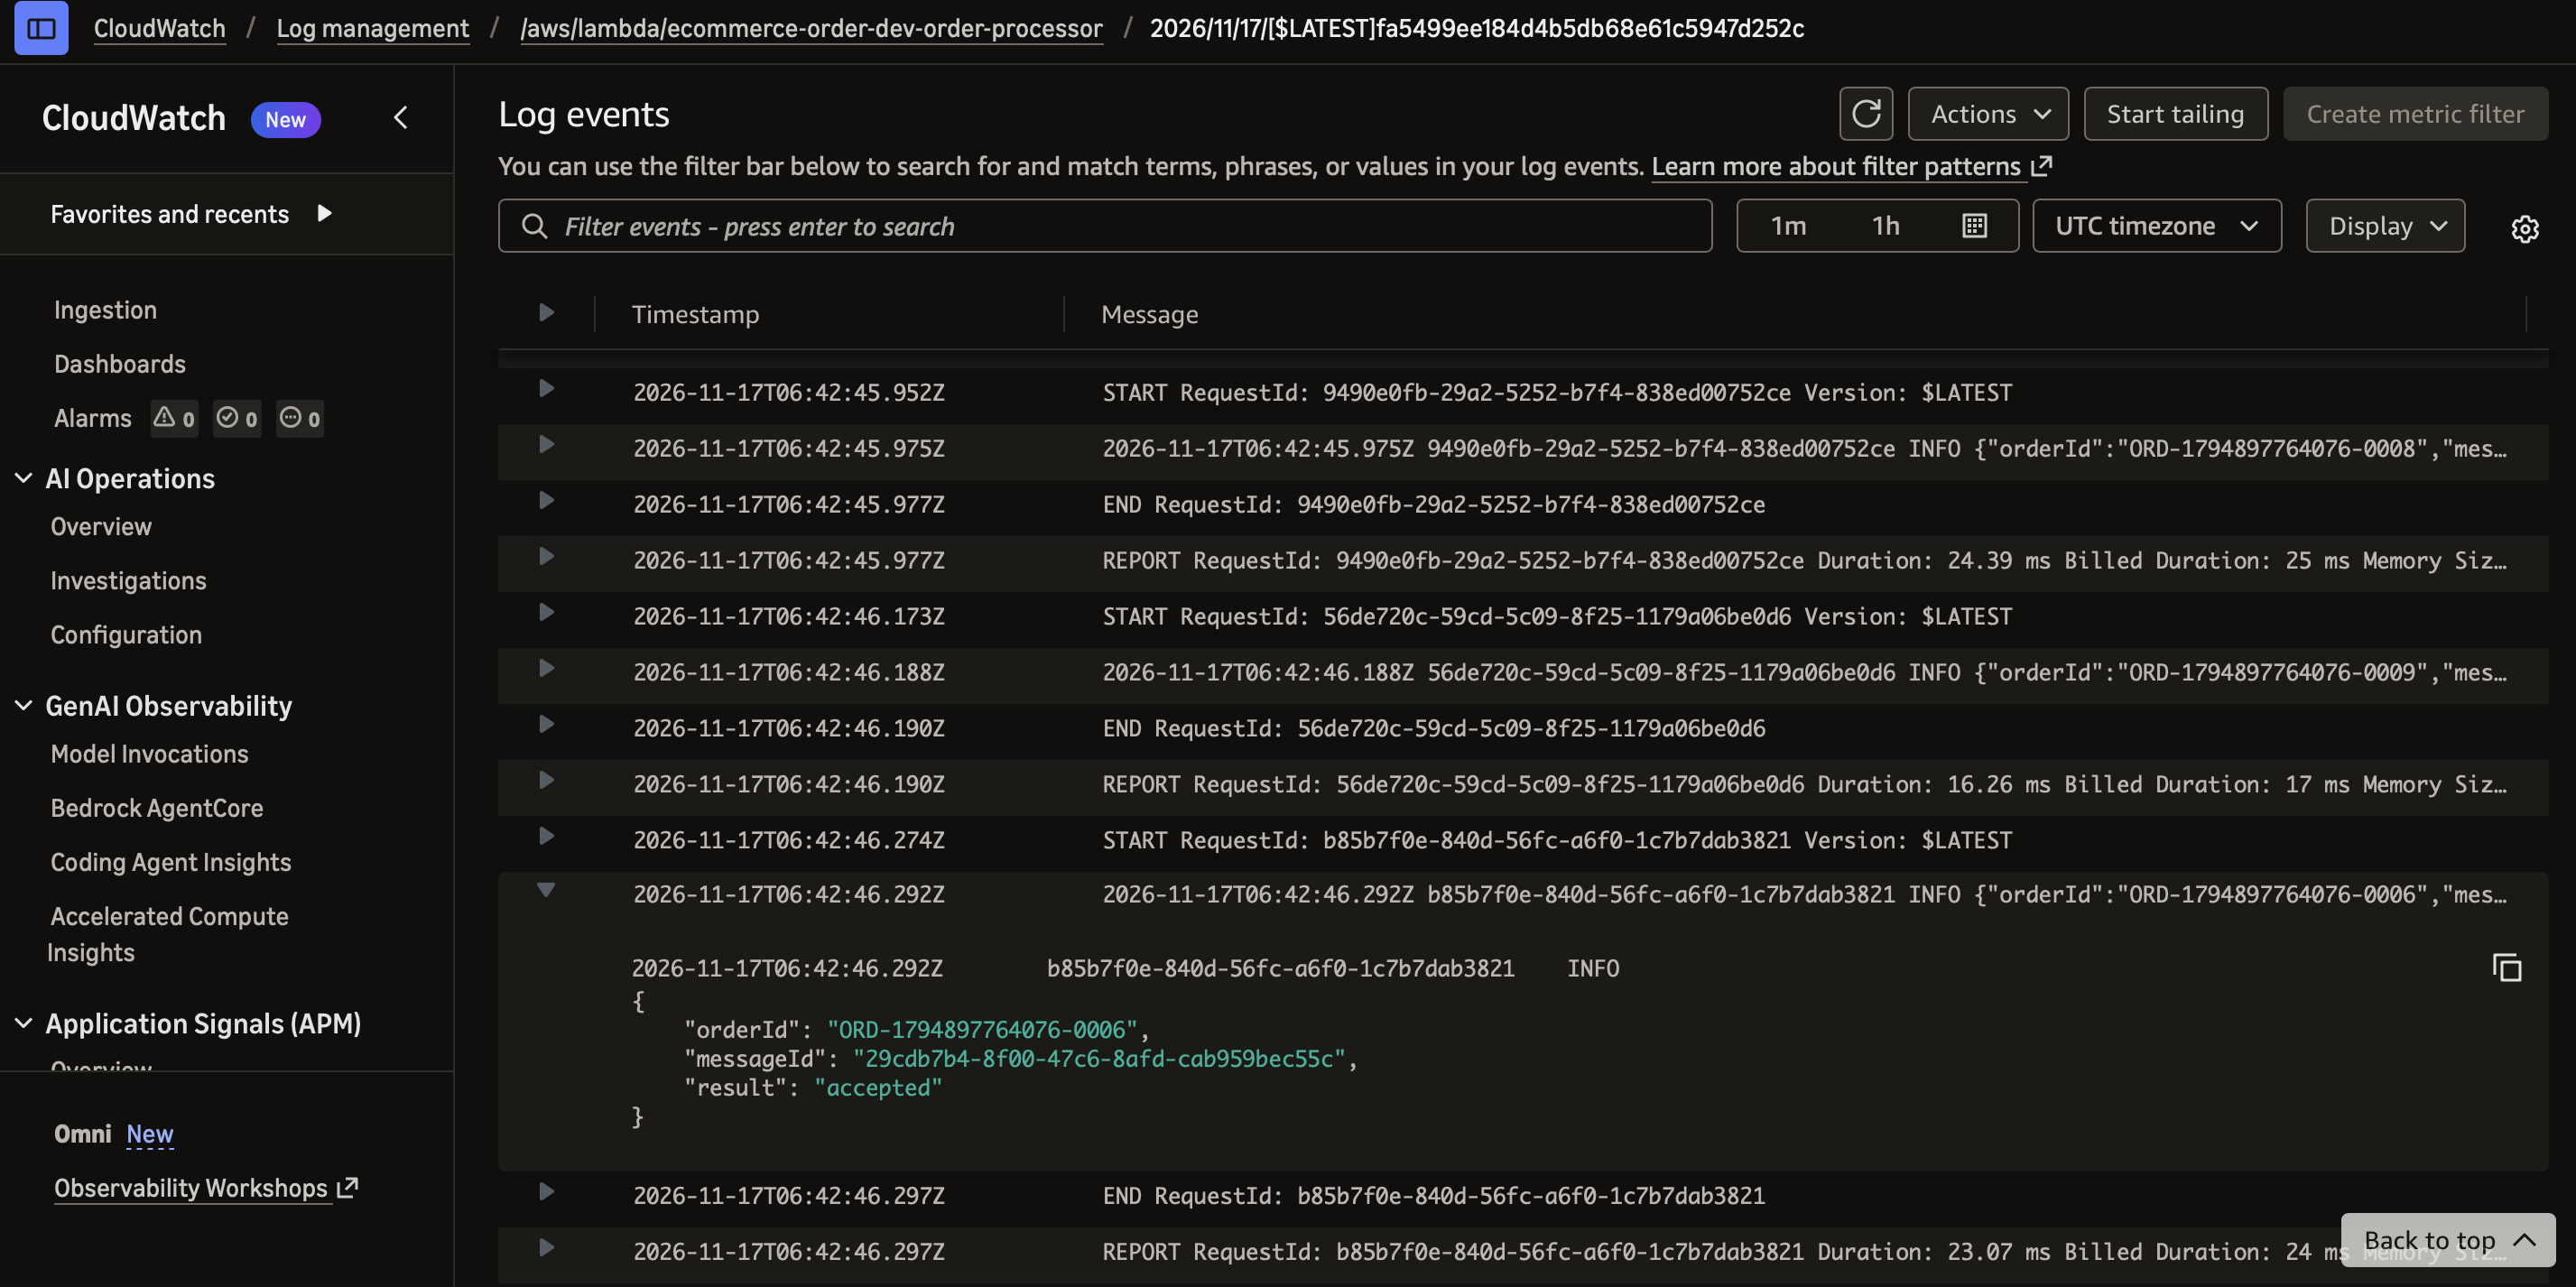 CloudWatch / Log management / /aws/lambda/ecommerce-order-dev-order-processor / 2026/11/17/[$LATEST]fa5499ee184d4b5db68e61c5947d252c
CloudWatch New
Favorites and recents
Ingestion
Dashboards
Alarms 0 0 0
AI Operations
Overview
Investigations
Configuration
GenAI Observability
Model Invocations
Bedrock AgentCore
Coding Agent Insights
Accelerated Compute
Insights
Application Signals (APM)
Overview
Omni New
Observability Workshops
Log events
Actions
Start tailing
Create metric filter
You can use the filter bar below to search for and match terms, phrases, or values in your log events. Learn more about filter patterns
Filter events - press enter to search
1m 1h
UTC timezone
Display
Timestamp Message
2026-11-17T06:42:45.952Z START RequestId: 9490e0fb-29a2-5252-b7f4-838ed00752ce Version: $LATEST
2026-11-17T06:42:45.975Z 2026-11-17T06:42:45.975Z 9490e0fb-29a2-5252-b7f4-838ed00752ce INFO {"orderId":"ORD-1794897764076-0008","mes…
2026-11-17T06:42:45.977Z END RequestId: 9490e0fb-29a2-5252-b7f4-838ed00752ce
2026-11-17T06:42:45.977Z REPORT RequestId: 9490e0fb-29a2-5252-b7f4-838ed00752ce Duration: 24.39 ms Billed Duration: 25 ms Memory Siz…
2026-11-17T06:42:46.173Z START RequestId: 56de720c-59cd-5c09-8f25-1179a06be0d6 Version: $LATEST
2026-11-17T06:42:46.188Z 2026-11-17T06:42:46.188Z 56de720c-59cd-5c09-8f25-1179a06be0d6 INFO {"orderId":"ORD-1794897764076-0009","mes…
2026-11-17T06:42:46.190Z END RequestId: 56de720c-59cd-5c09-8f25-1179a06be0d6
2026-11-17T06:42:46.190Z REPORT RequestId: 56de720c-59cd-5c09-8f25-1179a06be0d6 Duration: 16.26 ms Billed Duration: 17 ms Memory Siz…
2026-11-17T06:42:46.274Z START RequestId: b85b7f0e-840d-56fc-a6f0-1c7b7dab3821 Version: $LATEST
2026-11-17T06:42:46.292Z 2026-11-17T06:42:46.292Z b85b7f0e-840d-56fc-a6f0-1c7b7dab3821 INFO {"orderId":"ORD-1794897764076-0006","mes…
2026-11-17T06:42:46.292Z b85b7f0e-840d-56fc-a6f0-1c7b7dab3821 INFO
{
"orderId": "ORD-1794897764076-0006",
"messageId": "29cdb7b4-8f00-47c6-8afd-cab959bec55c",
"result": "accepted"
}
2026-11-17T06:42:46.297Z END RequestId: b85b7f0e-840d-56fc-a6f0-1c7b7dab3821
2026-11-17T06:42:46.297Z REPORT RequestId: b85b7f0e-840d-56fc-a6f0-1c7b7dab3821 Duration: 23.07 ms Billed Duration: 24 ms Memory Siz…
Back to top